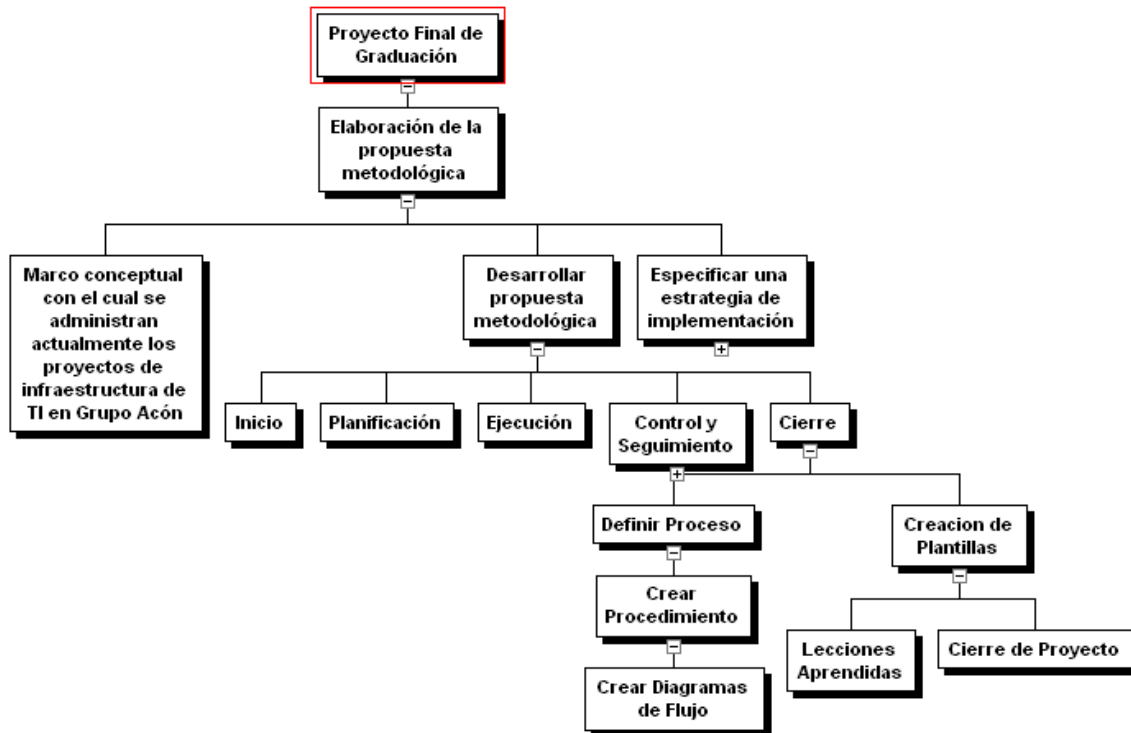 Proyecto Final de
Graduación
Elaboración de la
propuesta
metodológica
Marco conceptual
con el cual se
administran
actualmente los
proyectos de
infraestructura de
TI en Grupo Acón
Desarrollar
propuesta
metodológica
Especificar una
estrategia de
implementación
Inicio
Planificación
Ejecución
Control y
Seguimiento
Cierre
Definir Proceso
Creacion de
Plantillas
Crear
Procedimiento
Lecciones
Aprendidas
Cierre de Proyecto
Crear Diagramas
de Flujo